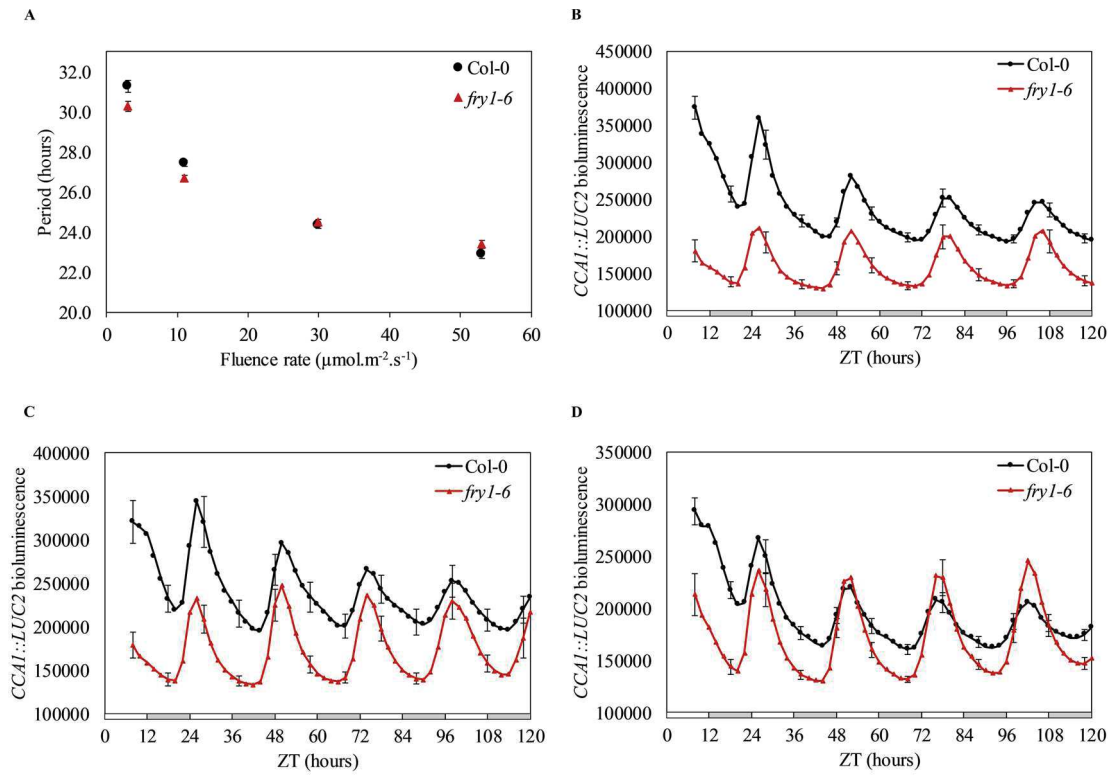 A
Period (hours)
32.0
30.0
28.0
26.0
24.0
22.0
20.0
Col-0
fry1-6
0 10 20 30 40 50 60
Fluence rate (µmol.m-2.s-1)
B
CCA1::LUC2 bioluminescence
450000
400000
350000
300000
250000
200000
150000
100000
Col-0
fry1-6
0 12 24 36 48 60 72 84 96 108 120
ZT (hours)
C
CCA1::LUC2 bioluminescence
400000
350000
300000
250000
200000
150000
100000
Col-0
fry1-6
0 12 24 36 48 60 72 84 96 108 120
ZT (hours)
D
CCA1::LUC2 bioluminescence
350000
300000
250000
200000
150000
100000
Col-0
fry1-6
0 12 24 36 48 60 72 84 96 108 120
ZT (hours)